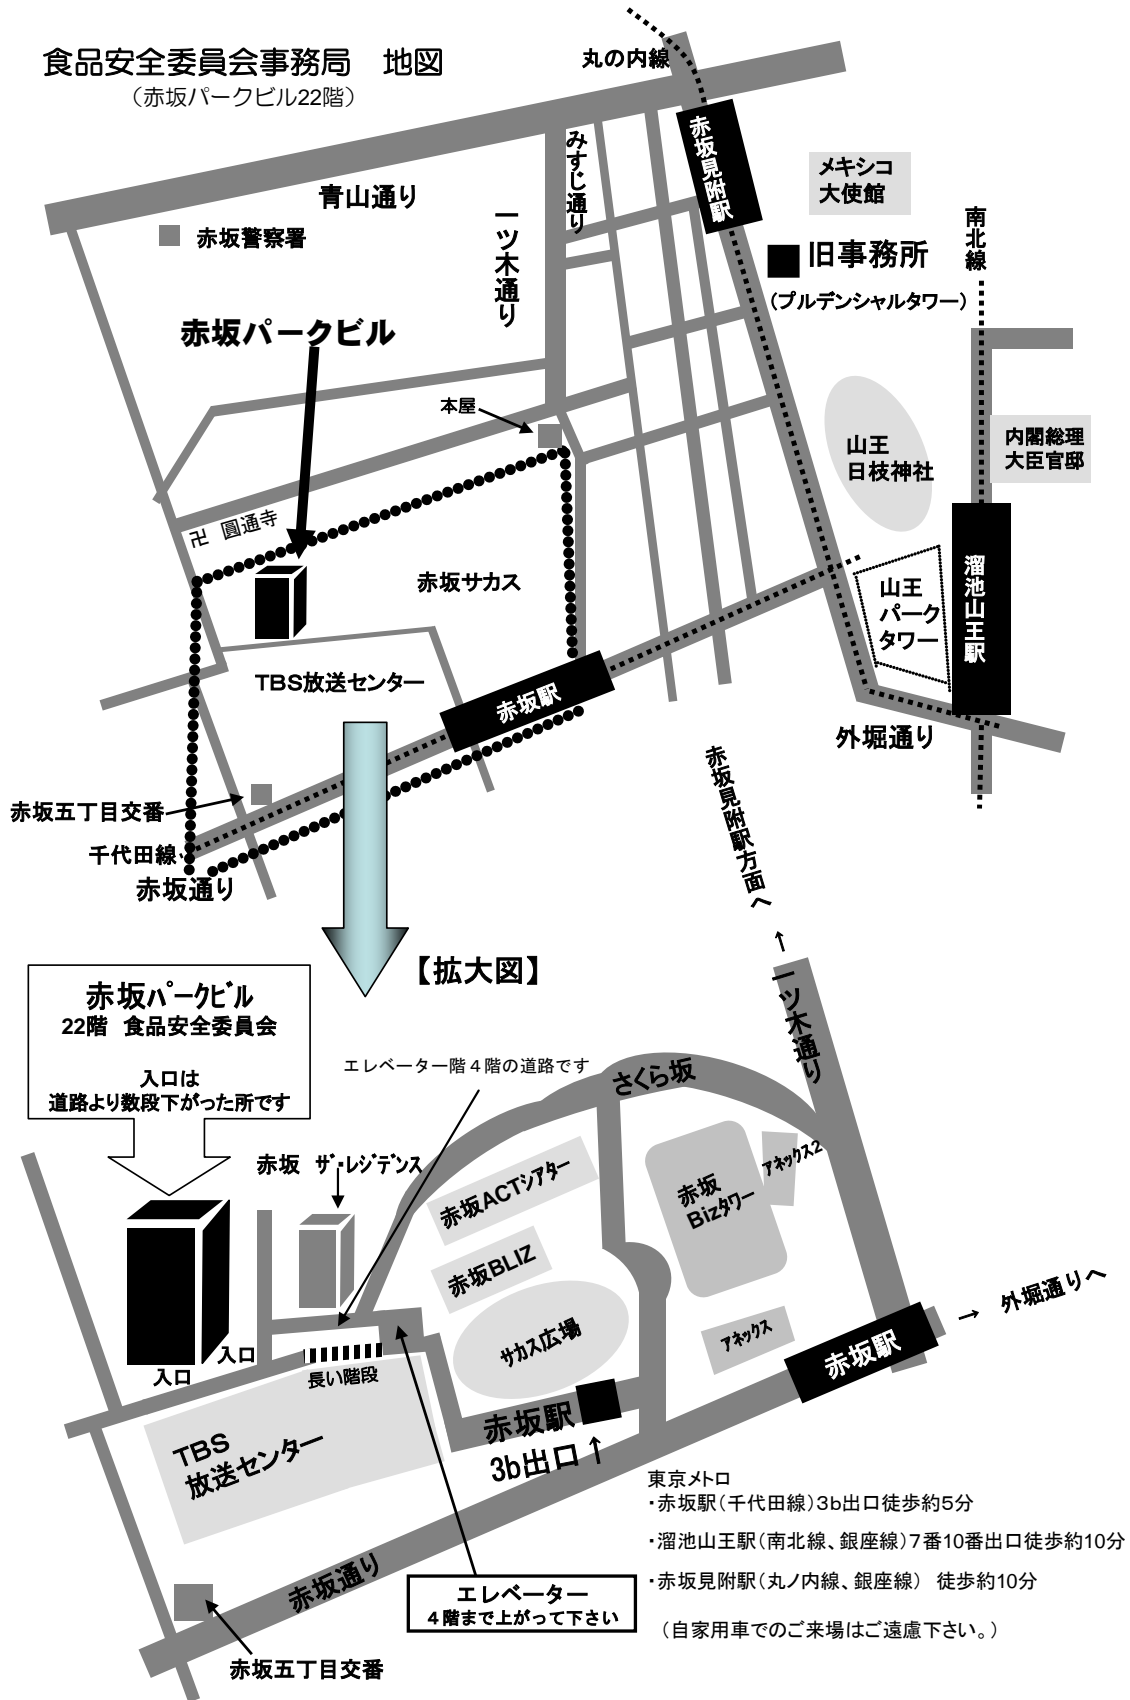 食品安全委員会事務局　地図
（赤坂パークビル22階）
丸の内線
赤坂見附駅
みすじ通り
メキシコ
大使館
青山通り
一ツ木通り
南北線
赤坂警察署
旧事務所
（プルデンシャルタワー）
赤坂パークビル
本屋
山王
日枝神社
内閣総理
大臣官邸
卍　圓通寺
赤坂サカス
溜池山王駅
山王
パーク
タワー
TBS放送センター
赤坂駅
外堀通り
赤坂五丁目交番
千代田線
赤坂通り
赤坂見附駅方面へ
↑
【拡大図】
赤坂パークビル
22階　食品安全委員会
入口は
道路より数段下がった所です
一ツ木通り
エレベーター階４階の道路です
さくら坂
赤坂　ザ・レジデンス
赤坂ACTシアター
アネックス2
赤坂
Bizタワー
赤坂BLIZ
→　外堀通りへ
サカス広場
アネックス
赤坂駅
入口
入口
長い階段
赤坂駅
3b出口↑
TBS
放送センター
東京メトロ
・赤坂駅（千代田線）3ｂ出口徒歩約5分
・溜池山王駅（南北線、銀座線）７番10番出口徒歩約10分
・赤坂見附駅（丸ノ内線、銀座線）　徒歩約10分
（自家用車でのご来場はご遠慮下さい。）
赤坂通り
エレベーター
４階まで上がって下さい
赤坂五丁目交番